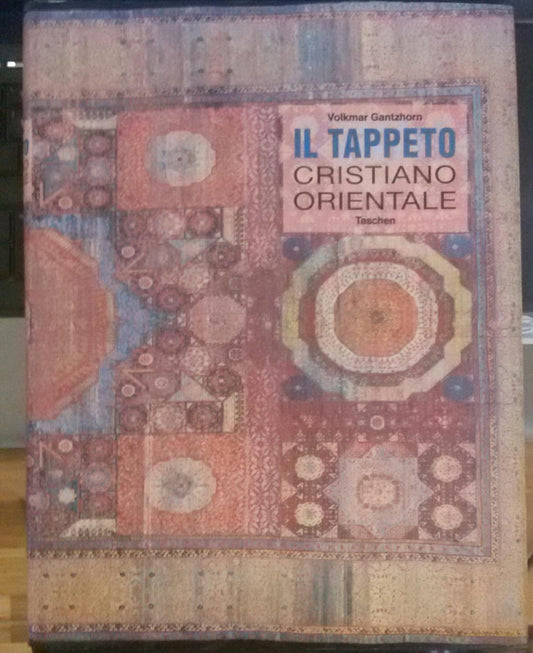 Volkmar Gantzhorn
IL TAPPETO
CRISTIANO
ORIENTALE
Taschen